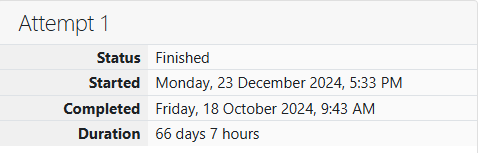 Attempt 1
Status Finished
Started Monday, 23 December 2024, 5:33 PM
Completed Friday, 18 October 2024, 9:43 AM
Duration 66 days 7 hours